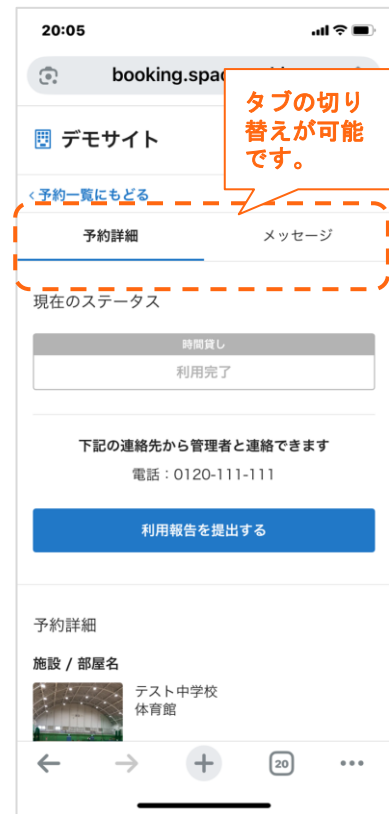 20:05
booking.spac
タブの切り
替えが可能
です。
デモサイト
‹予約一覧にもどる
予約詳細 メッセージ
現在のステータス
時間貸し
利用完了
下記の連絡先から管理者と連絡できます
電話：0120-111-111
利用報告を提出する
予約詳細
施設 / 部屋名
テスト中学校
体育館
20